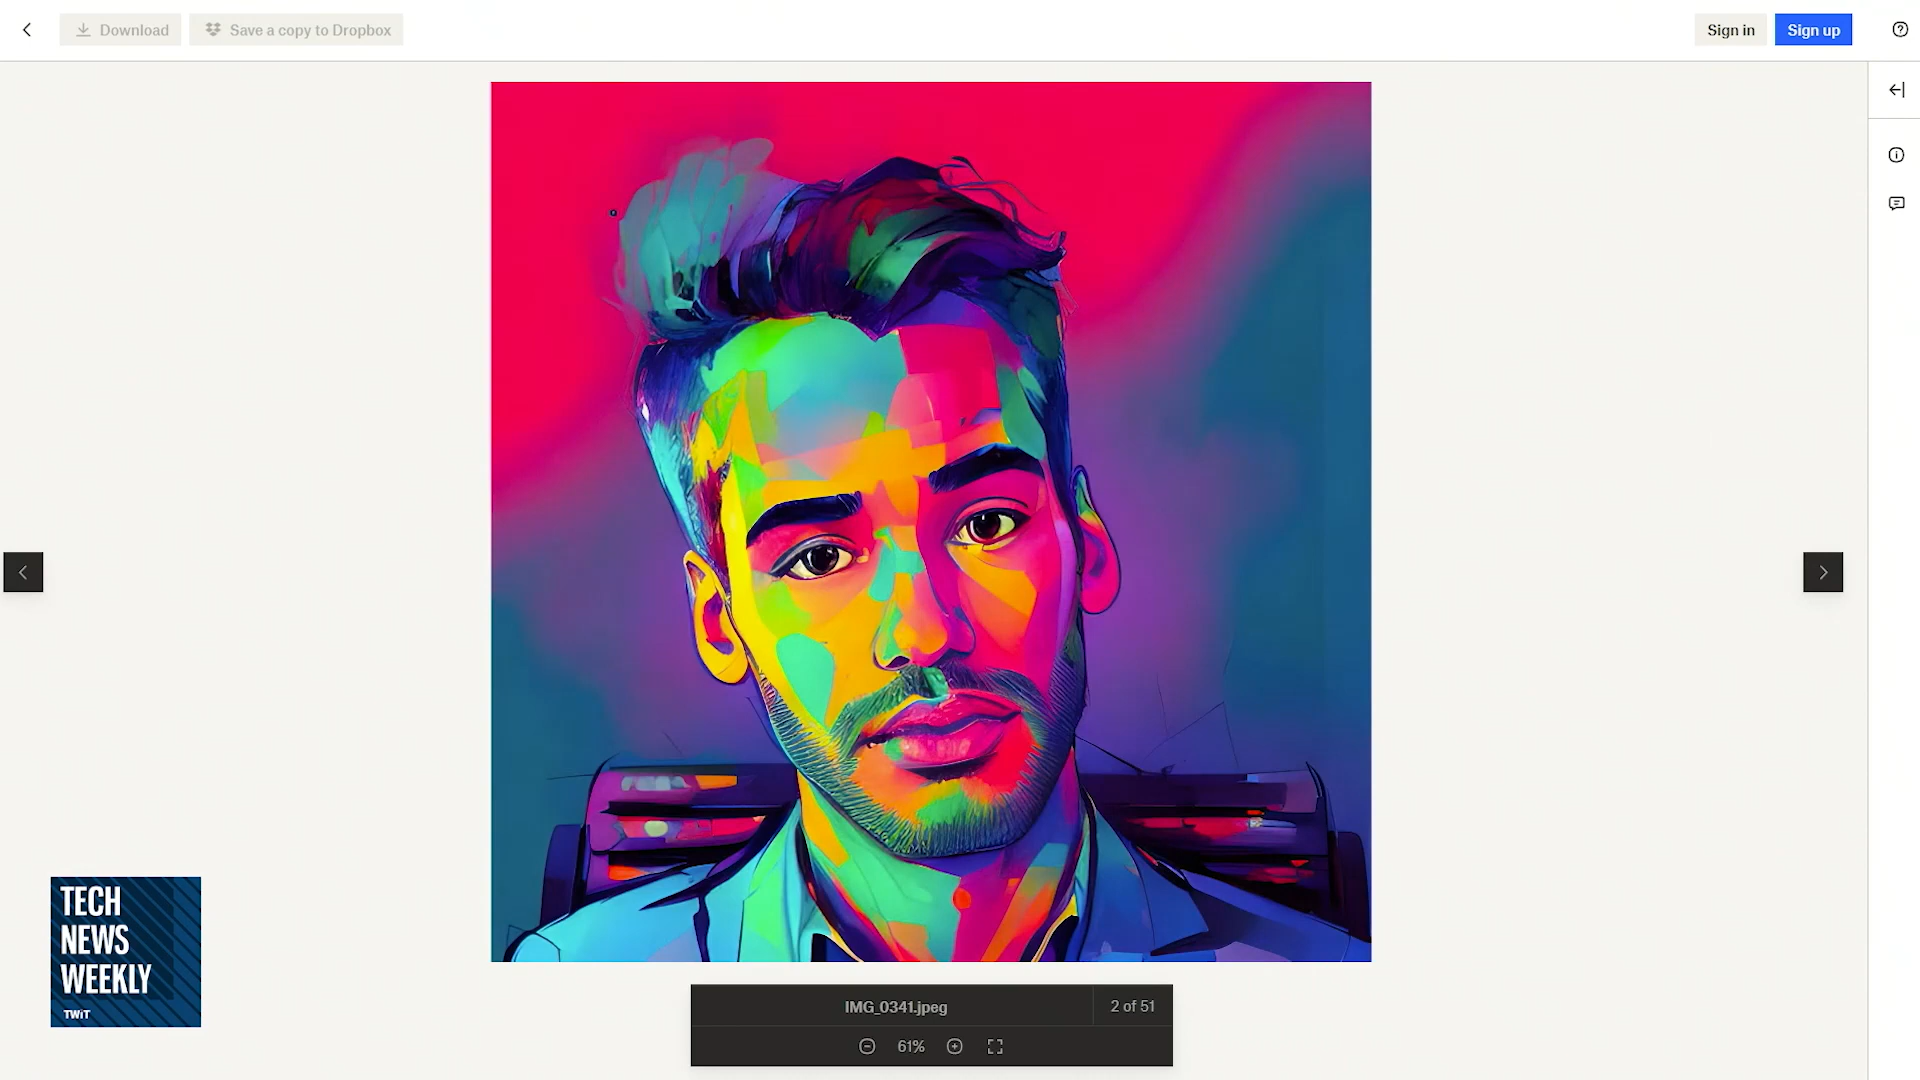 Download
Save a copy to Dropbox
Sign in
Sign up
TECH
NEWS
WEEKLY
TWiT
IMG_0341.jpeg
2 of 51
61%